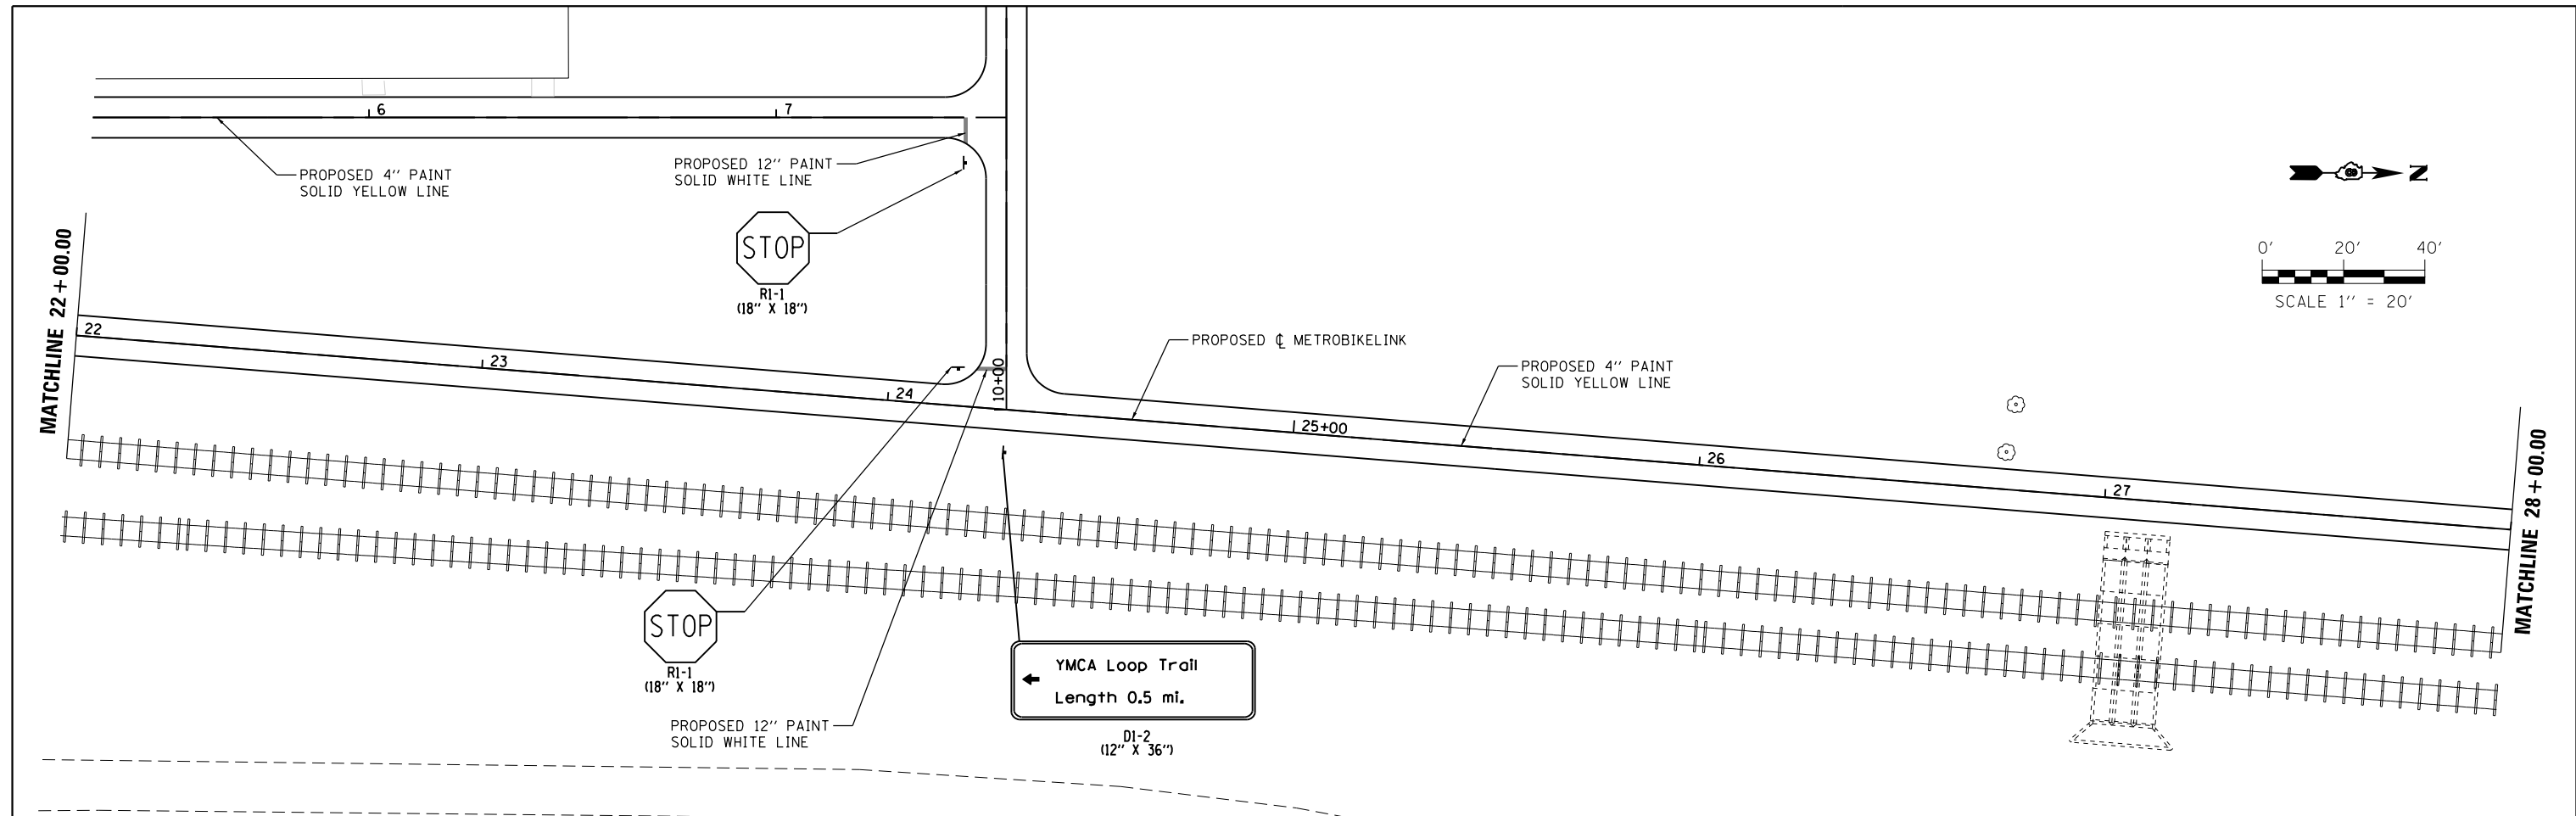 6
7
PROPOSED 4'' PAINT
SOLID YELLOW LINE
PROPOSED 12'' PAINT
SOLID WHITE LINE
STOP
R1-1
(18'' X 18'')
N
0' 20' 40'
SCALE 1'' = 20'
MATCHLINE 22+00.00
22
23
24
10+00
PROPOSED ℄ METROBIKELINK
PROPOSED 4'' PAINT
SOLID YELLOW LINE
25+00
26
27
MATCHLINE 28+00.00
STOP
R1-1
(18'' X 18'')
PROPOSED 12'' PAINT
SOLID WHITE LINE
YMCA Loop Trail
Length 0.5 mi.
D1-2
(12'' X 36'')